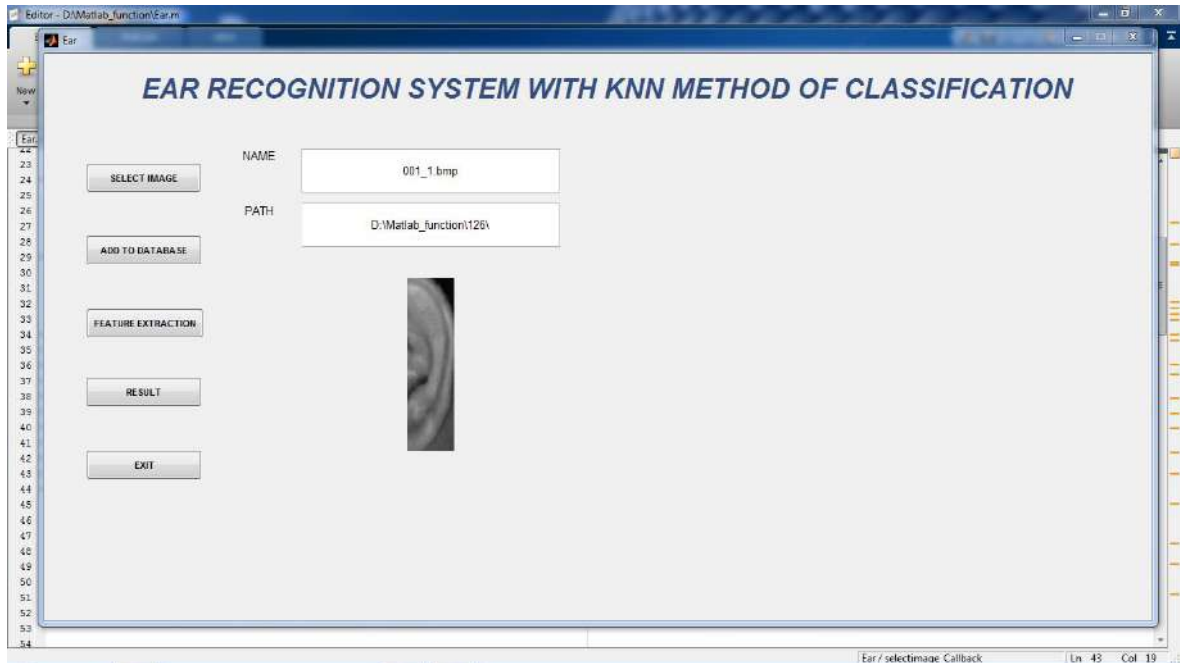 Editor - D:\Matlab_function\Ear.m
Ear
EAR RECOGNITION SYSTEM WITH KNN METHOD OF CLASSIFICATION
New
Ear.
NAME
001_1.bmp
SELECT IMAGE
PATH
D:\Matlab_function\126\
ADD TO DATABASE
FEATURE EXTRACTION
RESULT
EXIT
22
23
24
25
26
27
28
29
30
31
32
33
34
35
36
37
38
39
40
41
42
43
44
45
46
47
48
49
50
51
52
53
54
Ear / selectimage Callback
Ln 43 Col 19